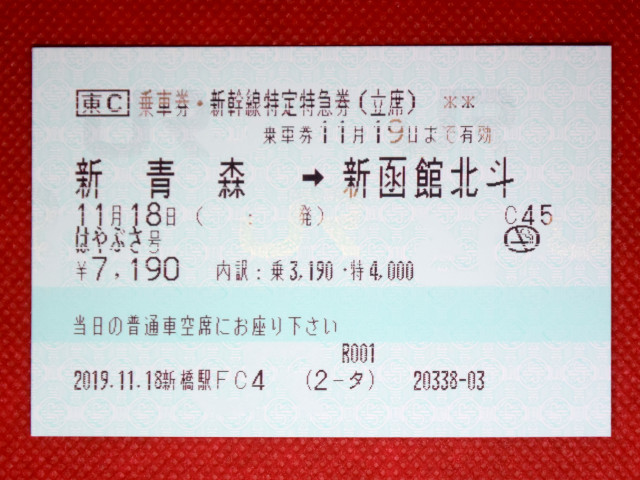 東C 乗車券・新幹線特定特急券(立席) **
乗車券11月19日まで有効
新青森 → 新函館北斗
11月18日( : 発) C45
はやぶさ号
¥7,190 内訳:乗3,190・特4,000
当日の普通車空席にお座り下さい
R001
2019.11.18新橋駅FC4 (2-タ) 20338-03